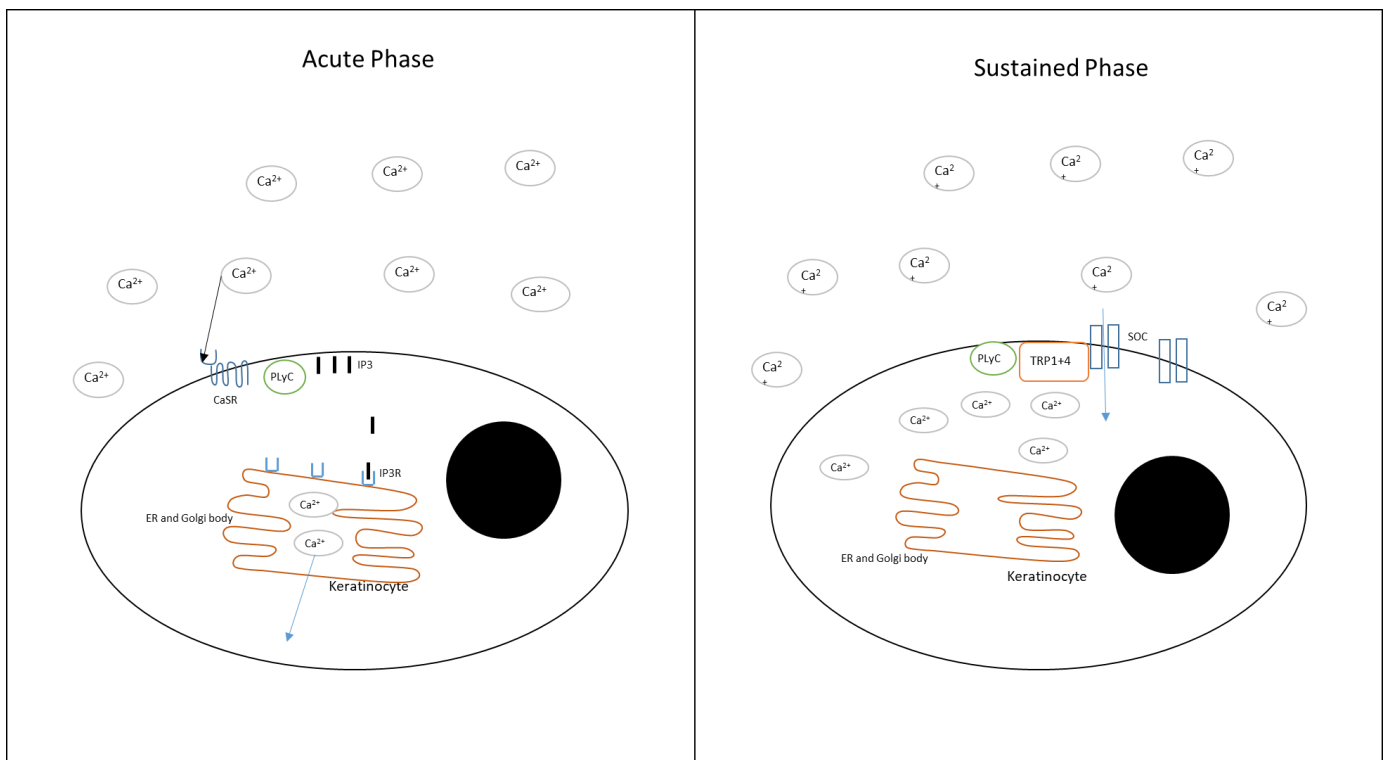 Acute Phase
Ca²⁺
Ca²⁺
Ca²⁺
Ca²⁺
Ca²⁺
Ca²⁺
Ca²⁺
Ca²⁺
CaSR
PLyC
IP3
IP3R
Ca²⁺
ER and Golgi body
Ca²⁺
Keratinocyte
Sustained Phase
Ca²
+
Ca²
+
Ca²
+
Ca²
+
Ca²
+
Ca²
+
Ca²
+
Ca²
+
SOC
PLyC
TRP1+4
Ca²⁺
Ca²⁺
Ca²⁺
Ca²⁺
Ca²⁺
ER and Golgi body
Keratinocyte